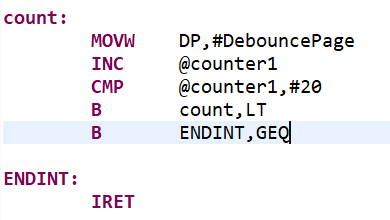 count:
MOVW DP,#DebouncePage
INC @counter1
CMP @counter1,#20
B count,LT
B ENDINT,GEQ
ENDINT:
IRET